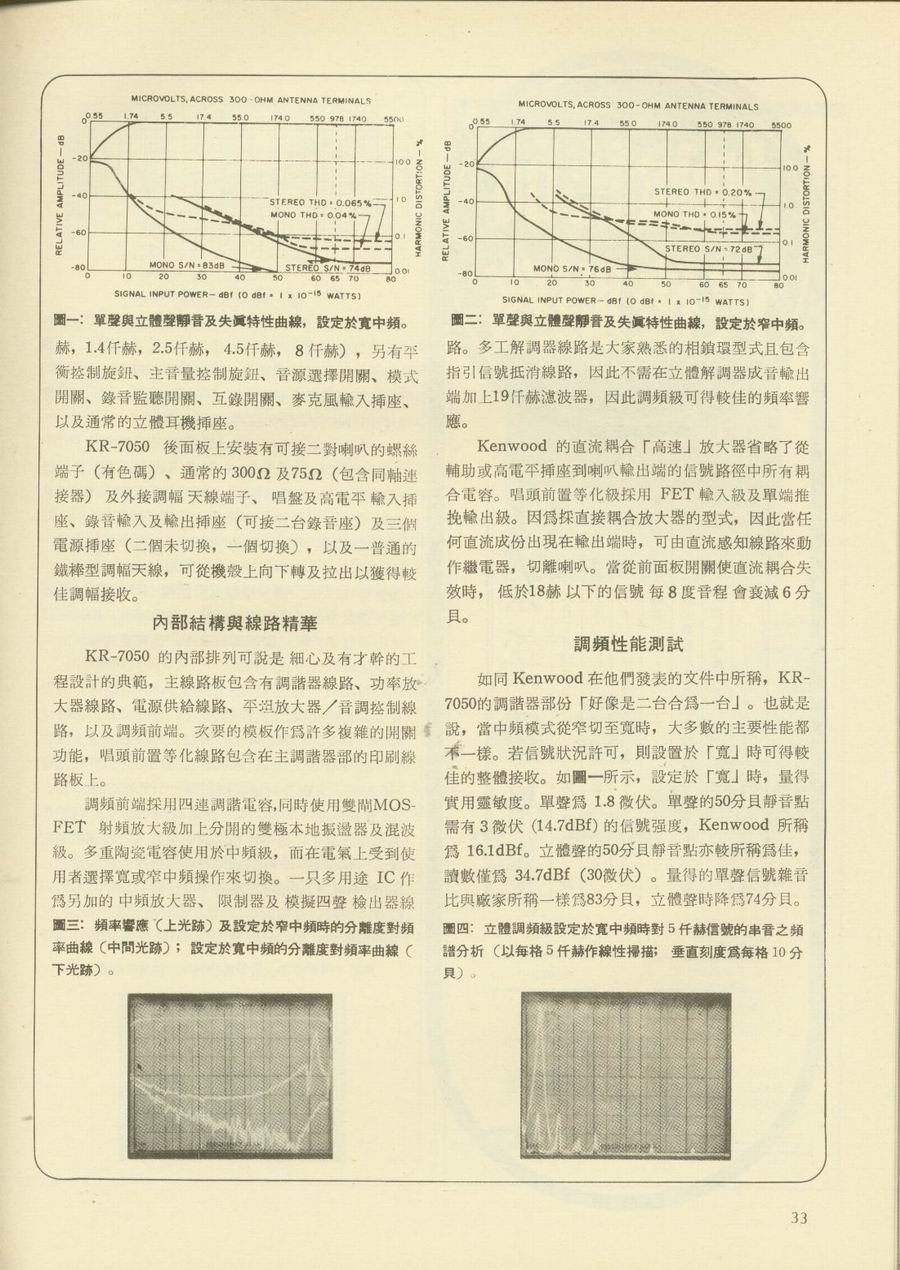 MICROVOLTS, ACROSS 300-OHM ANTENNA TERMINALS
0.55 1.74 5.5 17.4 55.0 174.0 550 978 1740 5500
RELATIVE AMPLITUDE — dB
0
-20
-40
-60
-80
HARMONIC DISTORTION — %
10.0
1.0
0.1
0.01
STEREO THD = 0.065%
MONO THD = 0.04%
MONO S/N = 83dB
STEREO S/N = 74dB
0 10 20 30 40 50 60 65 70 80
SIGNAL INPUT POWER — dBf (0 dBf = 1 x 10⁻¹⁵ WATTS)
圖一：單聲與立體聲靜音及失眞特性曲線，設定於寬中頻。
赫，1.4仟赫，2.5仟赫， 4.5仟赫， 8 仟赫），另有平
衡控制旋鈕、主音量控制旋鈕、音源選擇開關、模式
開關、錄音監聽開關、互錄開關、麥克風輸入揷座、
以及通常的立體耳機揷座。
KR-7050 後面板上安裝有可接二對喇叭的螺絲
端子（有色碼）、通常的 300Ω 及75Ω（包含同軸連
接器） 及外接調幅 天線端子、 唱盤及高電平 輸入揷
座、錄音輸入及輸出揷座（可接二台錄音座）及三個
電源揷座（二個未切換，一個切換），以及一普通的
鐵棒型調幅天線，可從機殼上向下轉及拉出以獲得較
佳調幅接收。
內部結構與線路精華
KR-7050 的內部排列可說是 細心及有才幹的工
程設計的典範，主線路板包含有調諧器線路、功率放
大器線路、電源供給線路、平衡放大器／音調控制線
路，以及調頻前端。次要的模板作爲許多複雜的開關
功能，唱頭前置等化線路包含在主調諧器部的印刷線
路板上。
調頻前端採用四連調諧電容,同時使用雙閘MOS-
FET 射頻放大級加上分開的雙極本地振盪器及混波
級。多重陶瓷電容使用於中頻級，而在電氣上受到使
用者選擇寬或窄中頻操作來切換。一只多用途 IC 作
爲另加的 中頻放大器、 限制器及 模擬四聲 檢出器線
圖三：頻率響應（上光跡）及設定於窄中頻時的分離度對頻
率曲線（中間光跡）；設定於寬中頻的分離度對頻率曲線（
下光跡）。
MICROVOLTS, ACROSS 300-OHM ANTENNA TERMINALS
0.55 1.74 5.5 17.4 55.0 174.0 550 978 1740 5500
RELATIVE AMPLITUDE — dB
0
-20
-40
-60
-80
HARMONIC DISTORTION — %
10.0
1.0
0.1
0.01
STEREO THD = 0.20%
MONO THD = 0.15%
STEREO S/N = 72dB
MONO S/N = 76dB
0 10 20 30 40 50 60 65 70 80
SIGNAL INPUT POWER — dBf (0 dBf = 1 x 10⁻¹⁵ WATTS)
圖二：單聲與立體聲靜音及失眞特性曲線，設定於窄中頻。
路。多工解調器線路是大家熟悉的相鎖環型式且包含
指引信號抵消線路，因此不需在立體解調器成音輸出
端加上19仟赫濾波器，因此調頻級可得較佳的頻率響
應。
Kenwood 的直流耦合「高速」放大器省略了從
輔助或高電平揷座到喇叭輸出端的信號路徑中所有耦
合電容。唱頭前置等化級採用 FET 輸入級及單端推
挽輸出級。因爲採直接耦合放大器的型式，因此當任
何直流成份出現在輸出端時，可由直流感知線路來動
作繼電器，切離喇叭。當從前面板開關使直流耦合失
效時， 低於18赫 以下的信號 每 8 度音程 會衰減 6 分
貝。
調頻性能測試
如同 Kenwood 在他們發表的文件中所稱，KR-
7050的調諧器部份「好像是二台合爲一台」。也就是
說，當中頻模式從窄切至寬時，大多數的主要性能都
不一樣。若信號狀況許可，則設置於「寬」時可得較
佳的整體接收。如圖一所示，設定於「寬」時，量得
實用靈敏度。單聲爲 1.8 微伏。單聲的50分貝靜音點
需有 3 微伏 (14.7dBf) 的信號强度，Kenwood 所稱
爲 16.1dBf。立體聲的50分貝靜音點亦較所稱爲佳，
讀數僅爲 34.7dBf（30微伏）。量得的單聲信號雜音
比與廠家所稱一樣爲83分貝，立體聲時降爲74分貝。
圖四：立體調頻級設定於寬中頻時對 5 仟赫信號的串音之頻
譜分析（以每格 5 仟赫作線性掃描； 垂直刻度爲每格 10 分
貝）。
33